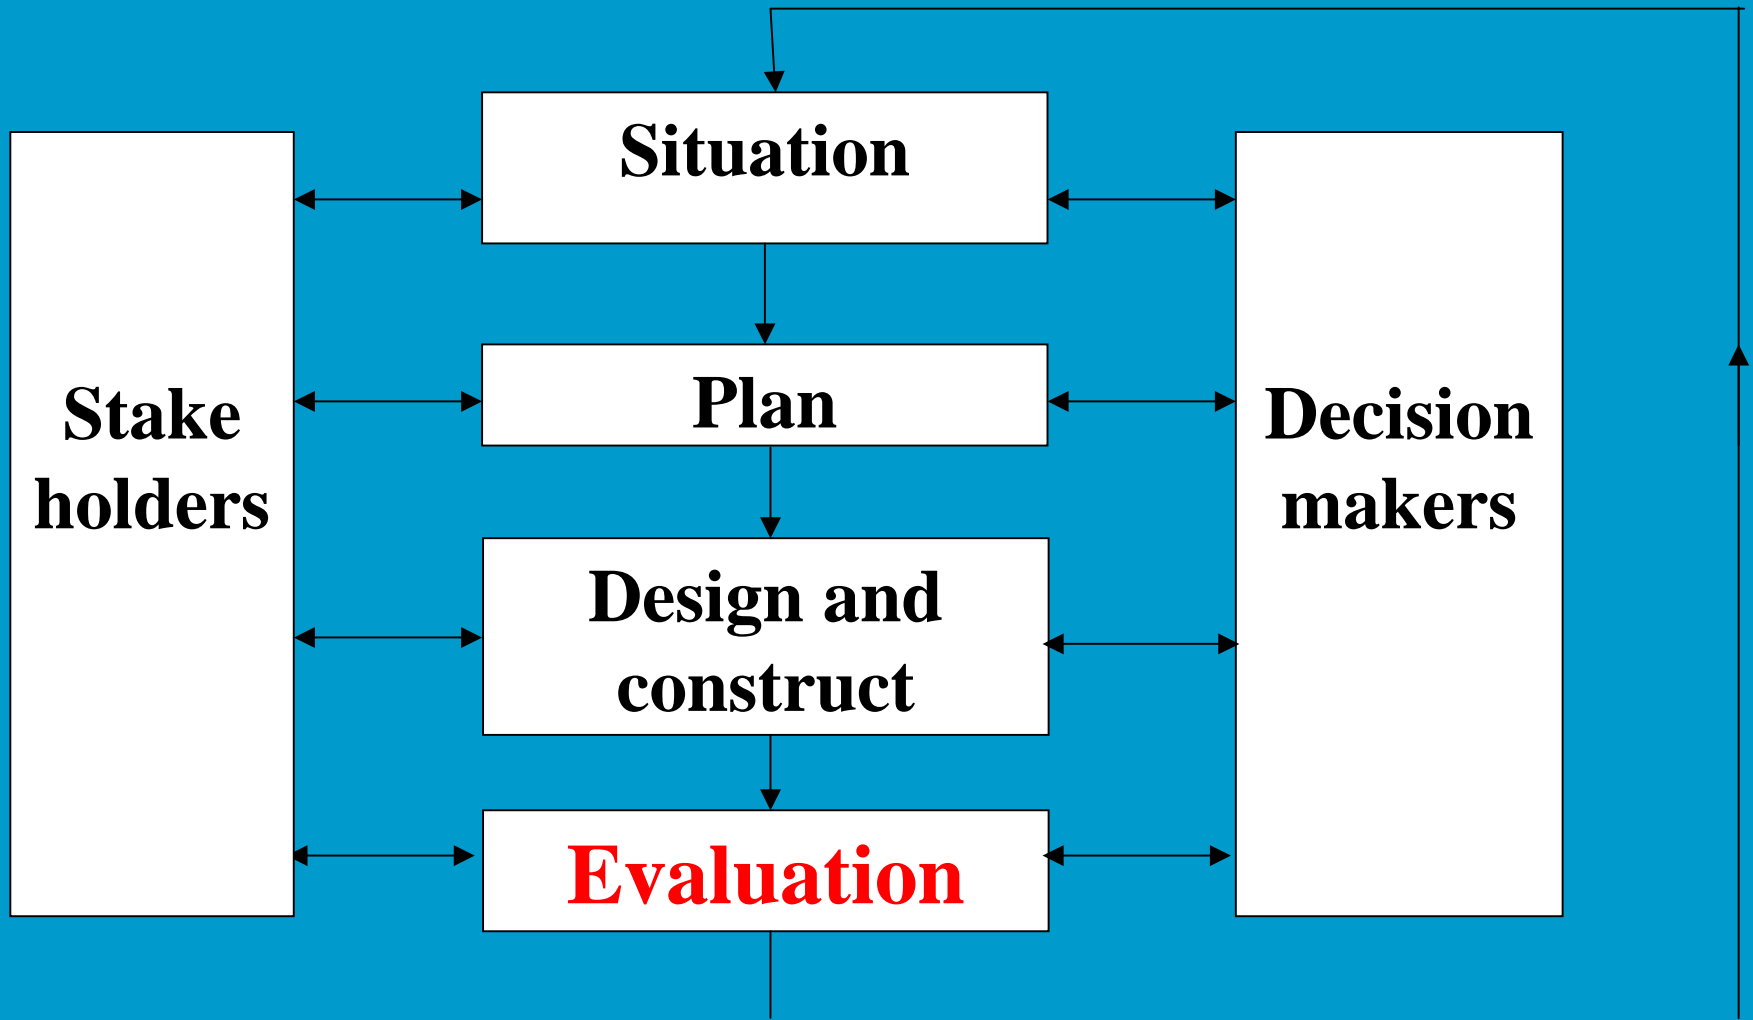 Situation
Stake
holders
Plan
Decision
makers
Design and
construct
Evaluation